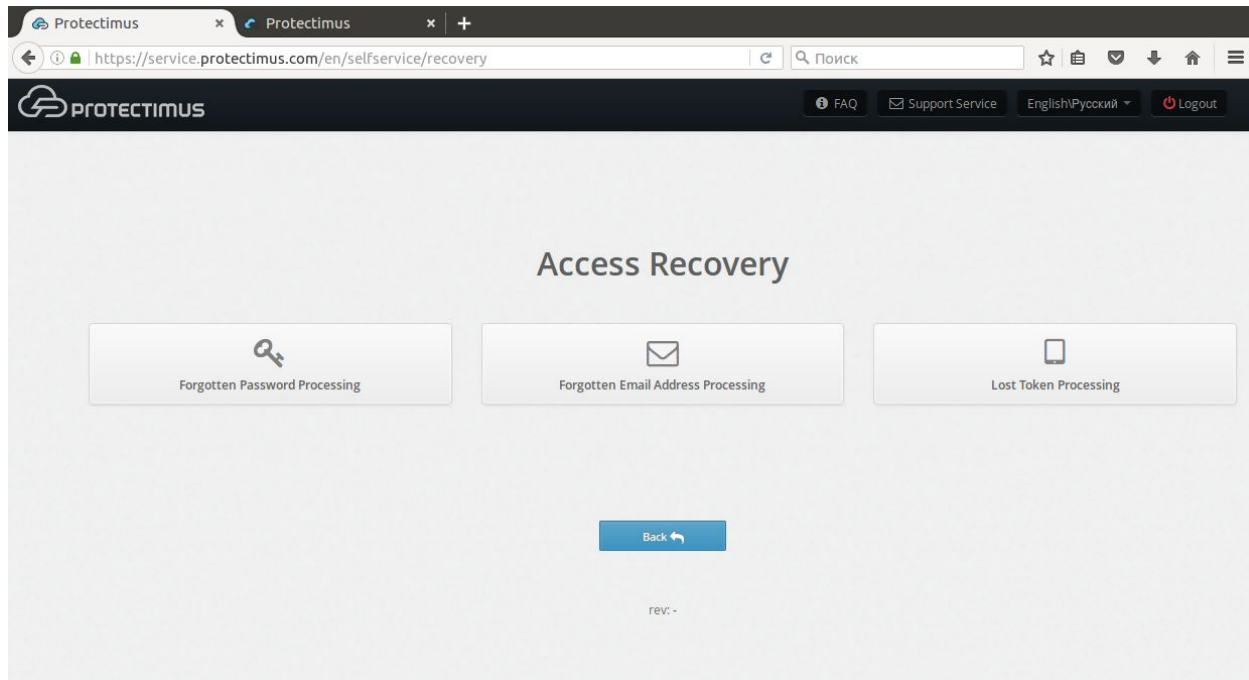 Protectimus
Protectimus
https://service.protectimus.com/en/selfservice/recovery
Поиск
PROTECTIMUS
FAQ
Support Service
English\Русский
Logout
Access Recovery
Forgotten Password Processing
Forgotten Email Address Processing
Lost Token Processing
Back
rev: -